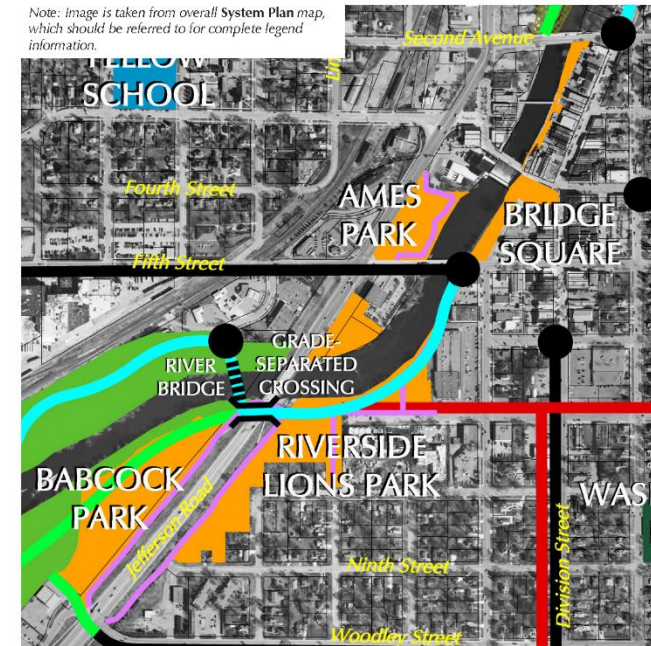 Note: Image is taken from overall System Plan map,
which should be referred to for complete legend
information.
Second Avenue
SCHOOL
Fourth Street
AMES
PARK
BRIDGE
SQUARE
Fifth Street
GRADE-
SEPARATED
CROSSING
RIVER
BRIDGE
RIVERSIDE
LIONS PARK
BABCOCK
PARK
Jefferson Road
WAS
Ninth Street
Division Street
Woodley Street